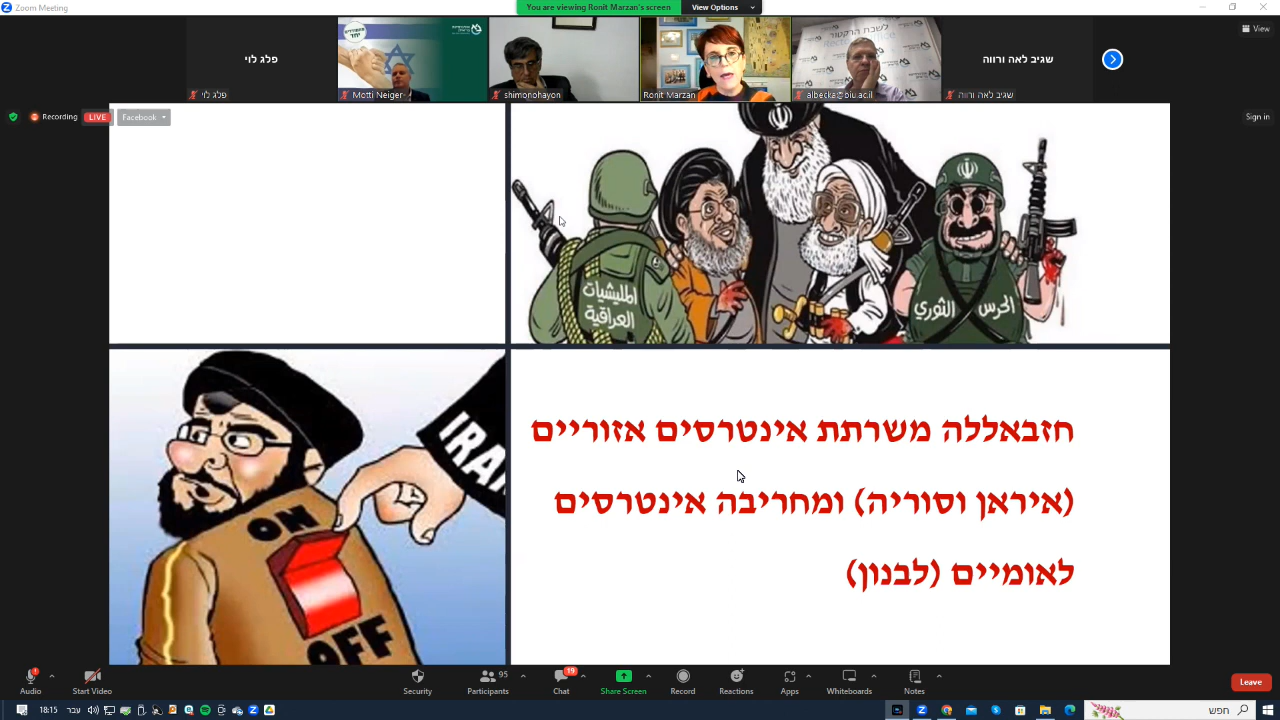 Zoom Meeting
You are viewing Ronit Marzan's screen
View Options
View
פלג לוי
שגיב לאה ורווה
פלג לוי
Motti Neiger
shimonohayon
Ronit Marzan
albecka@biu.ac.il
שגיב לאה ורווה
Recording
LIVE
Facebook
Sign in
المليشيات
العراقية
الحرس الثوري
IRAN
ON
OFF
חזבאללה משרתת אינטרסים אזוריים
(איראן וסוריה) ומחריבה אינטרסים
לאומיים (לבנון)
Audio
Start Video
Security
Participants
95
Chat
19
Share Screen
Record
Reactions
Apps
Whiteboards
Notes
Leave
18:15
עבר
חפש